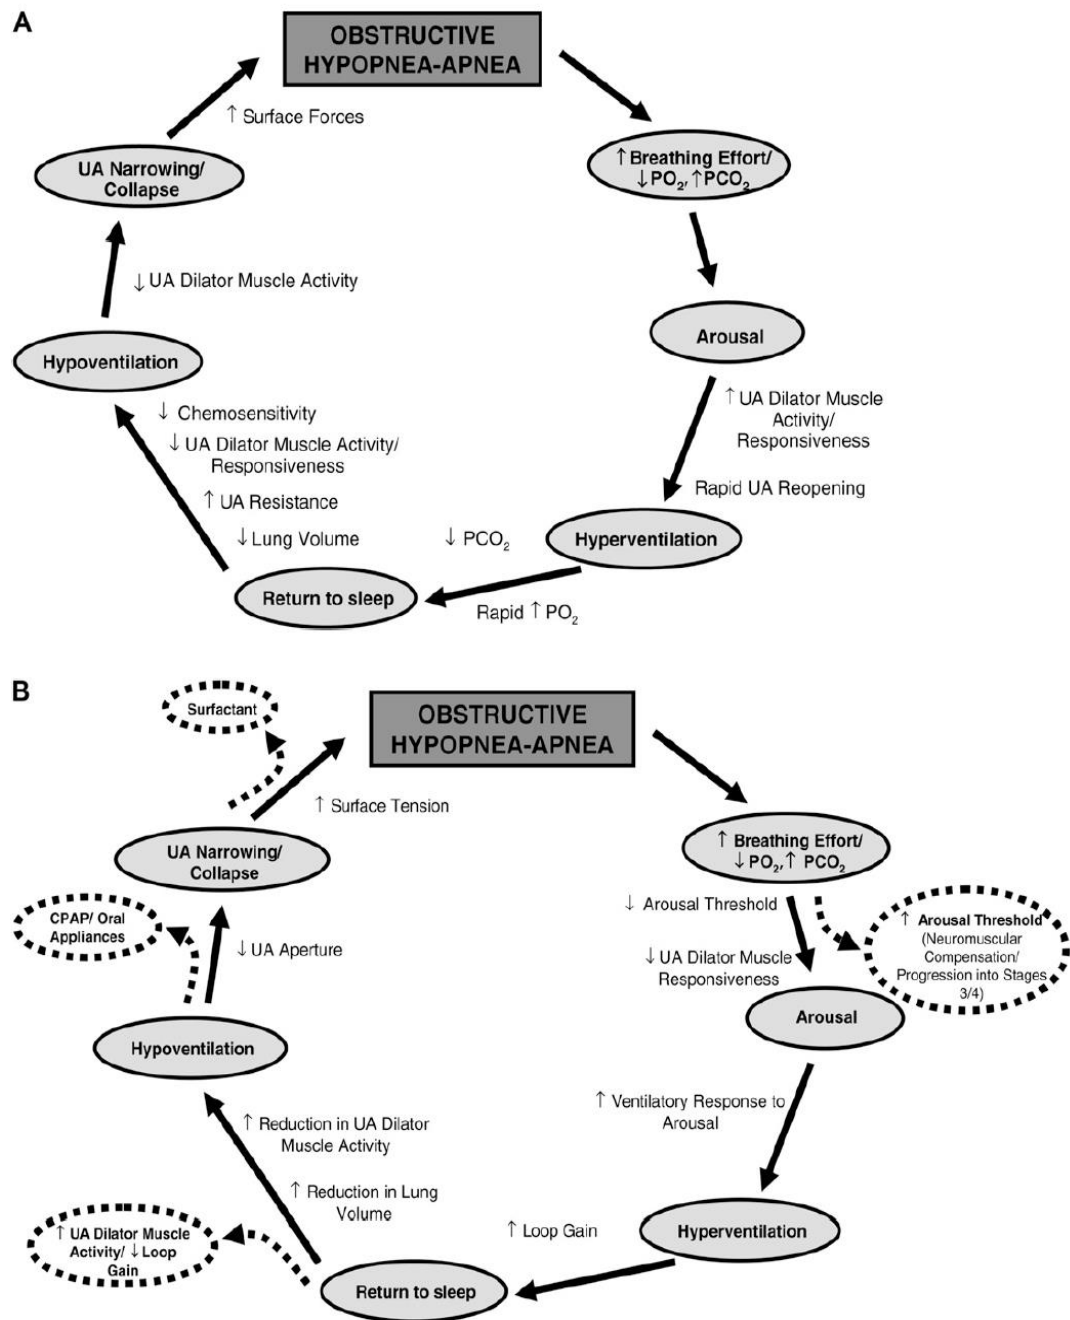 A
OBSTRUCTIVE
HYPOPNEA-APNEA
↑ Surface Forces
UA Narrowing/
Collapse
↑ Breathing Effort/
↓PO₂, ↑PCO₂
↓ UA Dilator Muscle Activity
Arousal
Hypoventilation
↑ UA Dilator Muscle
Activity/
Responsiveness
↓ Chemosensitivity
↓ UA Dilator Muscle Activity/
Responsiveness
↑ UA Resistance
↓ Lung Volume
Rapid UA Reopening
Hyperventilation
↓ PCO₂
Return to sleep
Rapid ↑ PO₂
B
Surfactant
OBSTRUCTIVE
HYPOPNEA-APNEA
↑ Surface Tension
UA Narrowing/
Collapse
↑ Breathing Effort/
↓PO₂, ↑ PCO₂
CPAP/ Oral
Appliances
↓ UA Aperture
↓ Arousal Threshold
↑ Arousal Threshold
(Neuromuscular
Compensation/
Progression into Stages
3/4)
↓ UA Dilator Muscle
Responsiveness
Arousal
Hypoventilation
↑ Ventilatory Response to
Arousal
↑ Reduction in UA Dilator
Muscle Activity
↑ Reduction in Lung
Volume
↑ UA Dilator Muscle
Activity/ ↓ Loop
Gain
↑ Loop Gain
Hyperventilation
Return to sleep